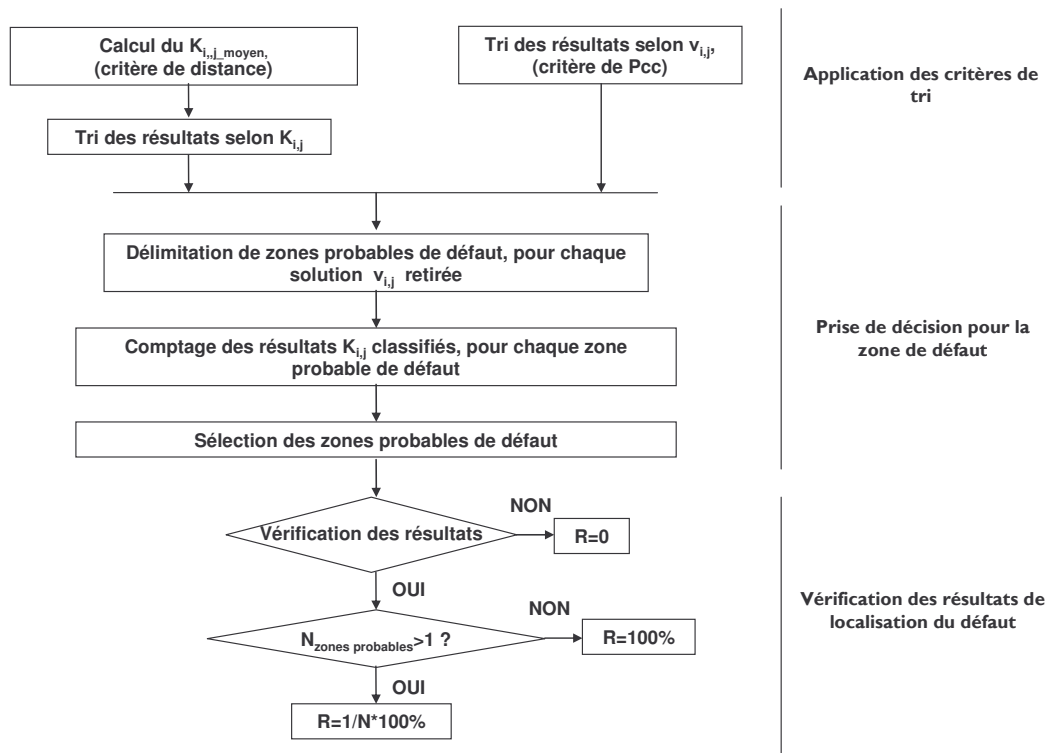 Calcul du K_{i,,j_moyen,}
(critère de distance)
Tri des résultats selon v_{i,j},
(critère de Pcc)
Application des critères de
tri
Tri des résultats selon K_{i,j}
Délimitation de zones probables de défaut, pour chaque
solution v_{i,j} retirée
Comptage des résultats K_{i,j} classifiés, pour chaque zone
probable de défaut
Prise de décision pour la
zone de défaut
Sélection des zones probables de défaut
Vérification des résultats
NON
R=0
OUI
Vérification des résultats de
localisation du défaut
N_{zones probables}>1 ?
NON
R=100%
OUI
R=1/N*100%